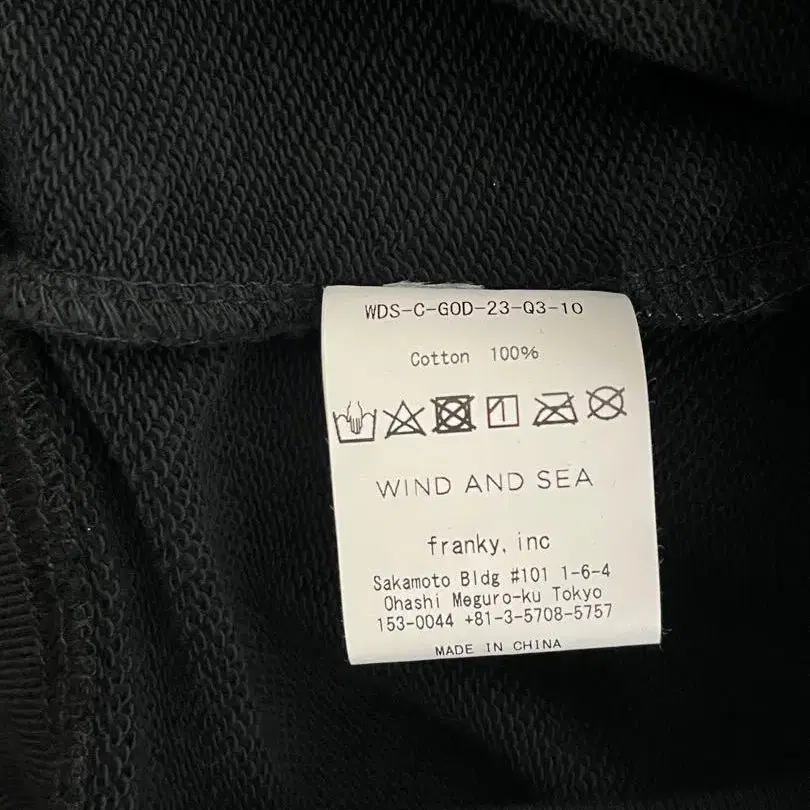 WDS-C-GOD-23-Q3-10
Cotton 100%
WIND AND SEA
franky, inc
Sakamoto Bldg #101 1-6-4
Ohashi Meguro-ku Tokyo
153-0044 +81-3-5708-5757
MADE IN CHINA